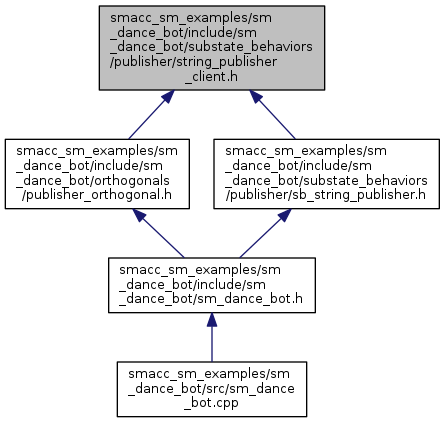 smacc_sm_examples/sm
_dance_bot/include/sm
_dance_bot/substate_behaviors
/publisher/string_publisher
_client.h
smacc_sm_examples/sm
_dance_bot/include/sm
_dance_bot/orthogonals
/publisher_orthogonal.h
smacc_sm_examples/sm
_dance_bot/include/sm
_dance_bot/substate_behaviors
/publisher/sb_string_publisher.h
smacc_sm_examples/sm
_dance_bot/include/sm
_dance_bot/sm_dance_bot.h
smacc_sm_examples/sm
_dance_bot/src/sm_dance
_bot.cpp